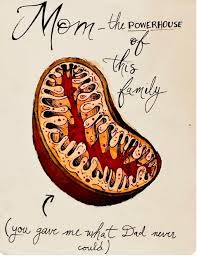 Mom - the POWERHOUSE
of
this
family
(you gave me what Dad never
could)